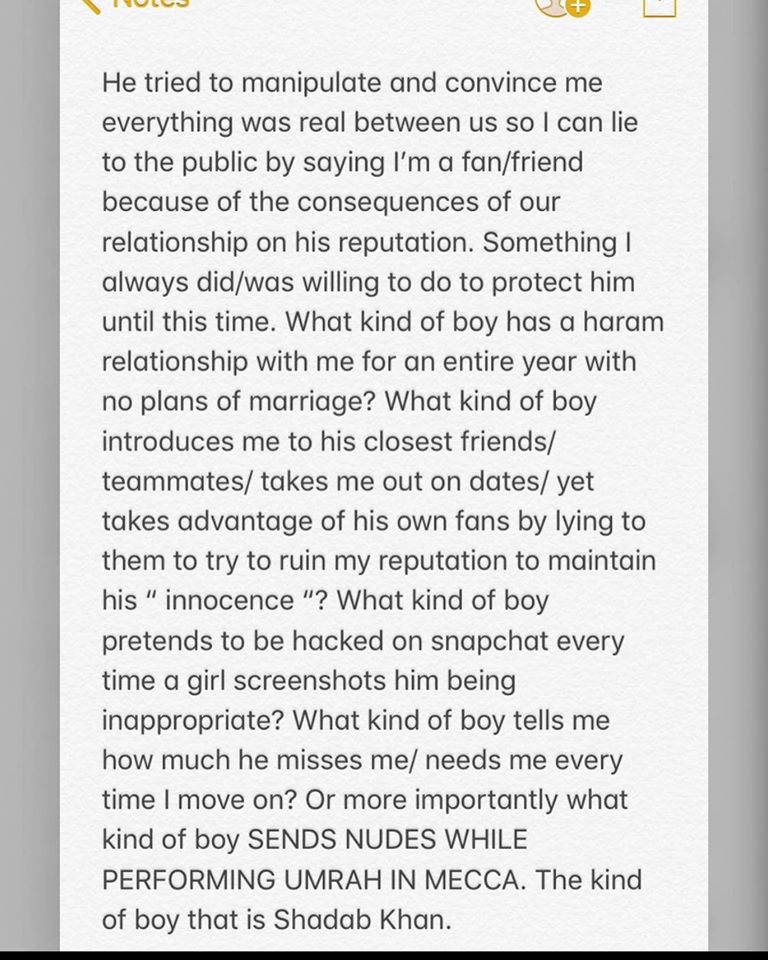 Notes
He tried to manipulate and convince me
everything was real between us so I can lie
to the public by saying I’m a fan/friend
because of the consequences of our
relationship on his reputation. Something I
always did/was willing to do to protect him
until this time. What kind of boy has a haram
relationship with me for an entire year with
no plans of marriage? What kind of boy
introduces me to his closest friends/
teammates/ takes me out on dates/ yet
takes advantage of his own fans by lying to
them to try to ruin my reputation to maintain
his “ innocence “? What kind of boy
pretends to be hacked on snapchat every
time a girl screenshots him being
inappropriate? What kind of boy tells me
how much he misses me/ needs me every
time I move on? Or more importantly what
kind of boy SENDS NUDES WHILE
PERFORMING UMRAH IN MECCA. The kind
of boy that is Shadab Khan.